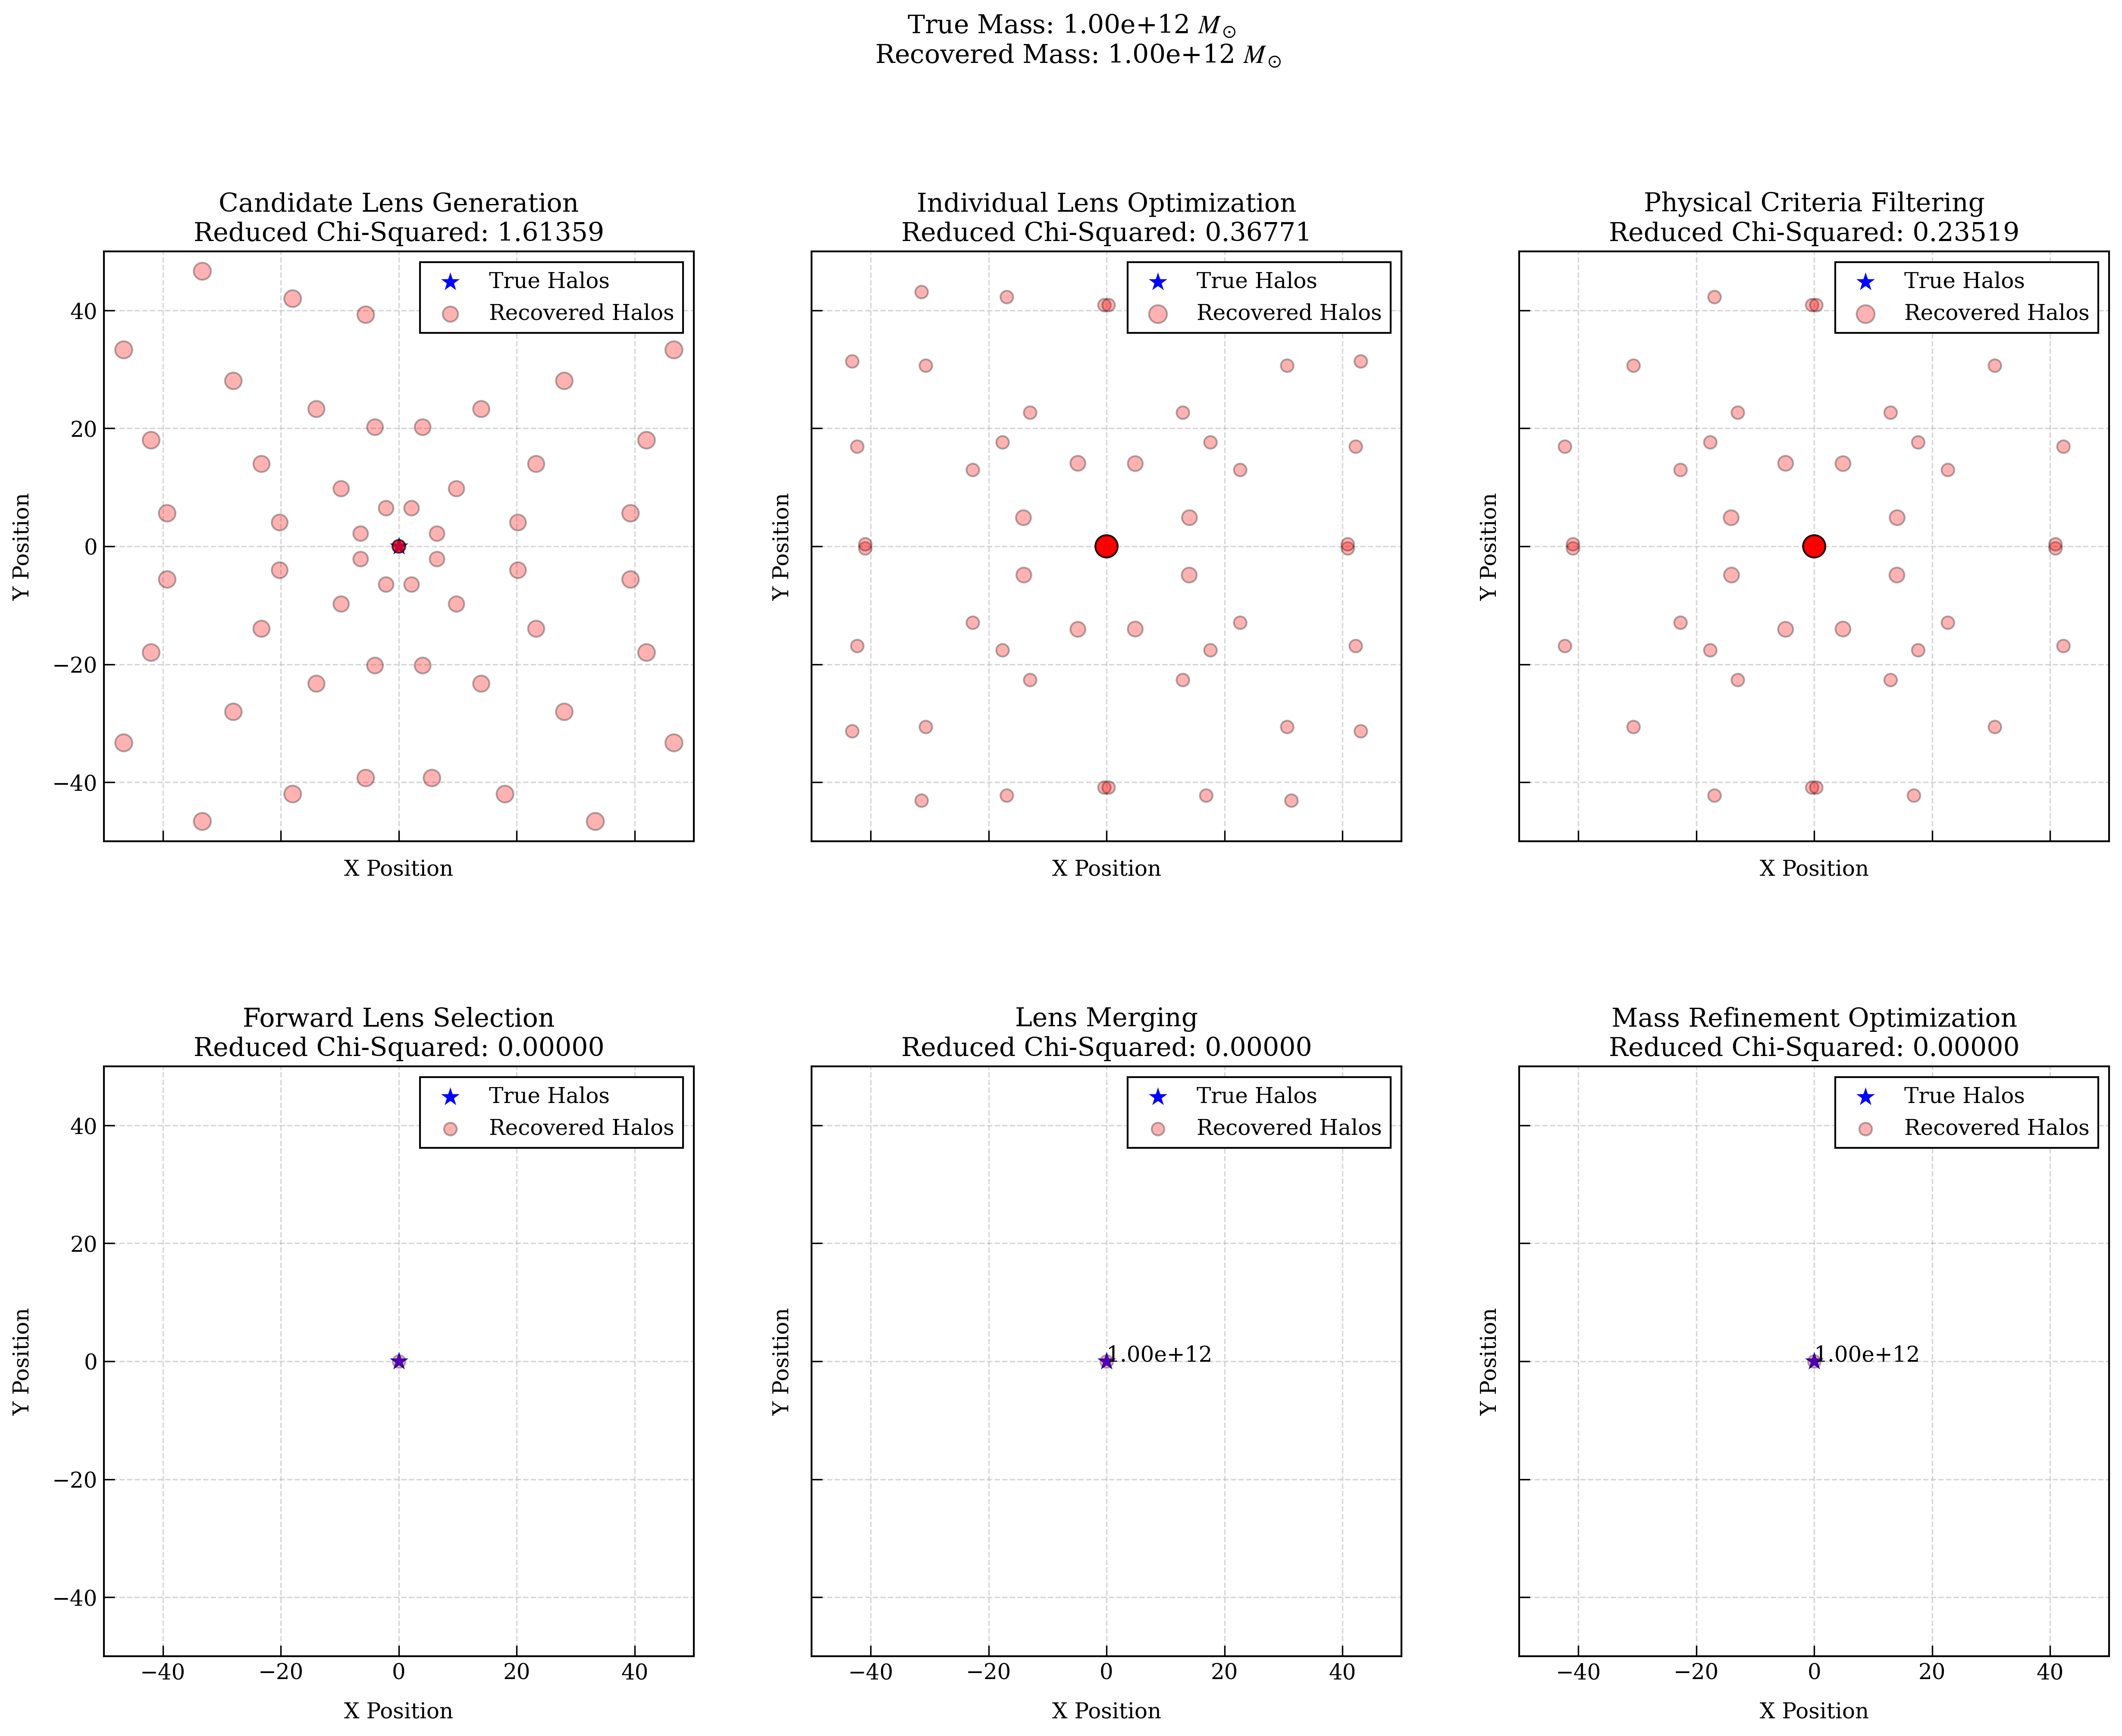 True Mass: 1.00e+12 M⊙
Recovered Mass: 1.00e+12 M⊙
Candidate Lens Generation
Reduced Chi-Squared: 1.61359
True Halos
Recovered Halos
40
20
0
−20
−40
Y Position
X Position
Individual Lens Optimization
Reduced Chi-Squared: 0.36771
True Halos
Recovered Halos
Y Position
X Position
Physical Criteria Filtering
Reduced Chi-Squared: 0.23519
True Halos
Recovered Halos
Y Position
X Position
Forward Lens Selection
Reduced Chi-Squared: 0.00000
True Halos
Recovered Halos
40
20
0
−20
−40
Y Position
−40 −20 0 20 40
X Position
Lens Merging
Reduced Chi-Squared: 0.00000
True Halos
Recovered Halos
1.00e+12
Y Position
−40 −20 0 20 40
X Position
Mass Refinement Optimization
Reduced Chi-Squared: 0.00000
True Halos
Recovered Halos
1.00e+12
Y Position
−40 −20 0 20 40
X Position